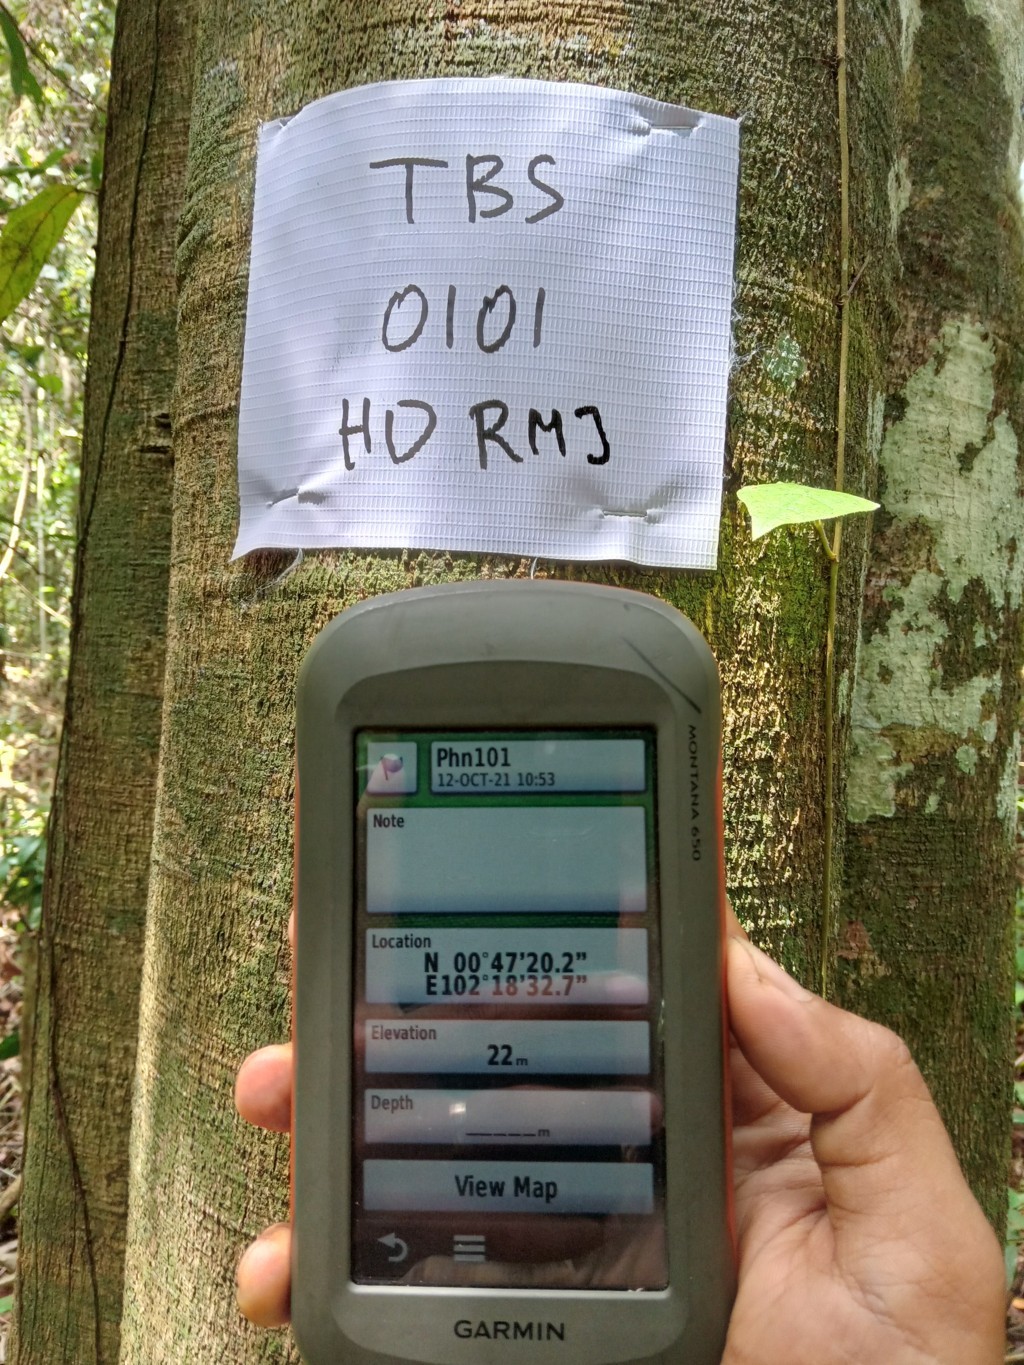 TBS
0101
HD RMJ
MONTANA 650
Phn101
12-OCT-21 10:53
Note
Location
N 00°47'20.2"
E102°18'32.7"
Elevation
22 m
Depth
_____m
View Map
GARMIN